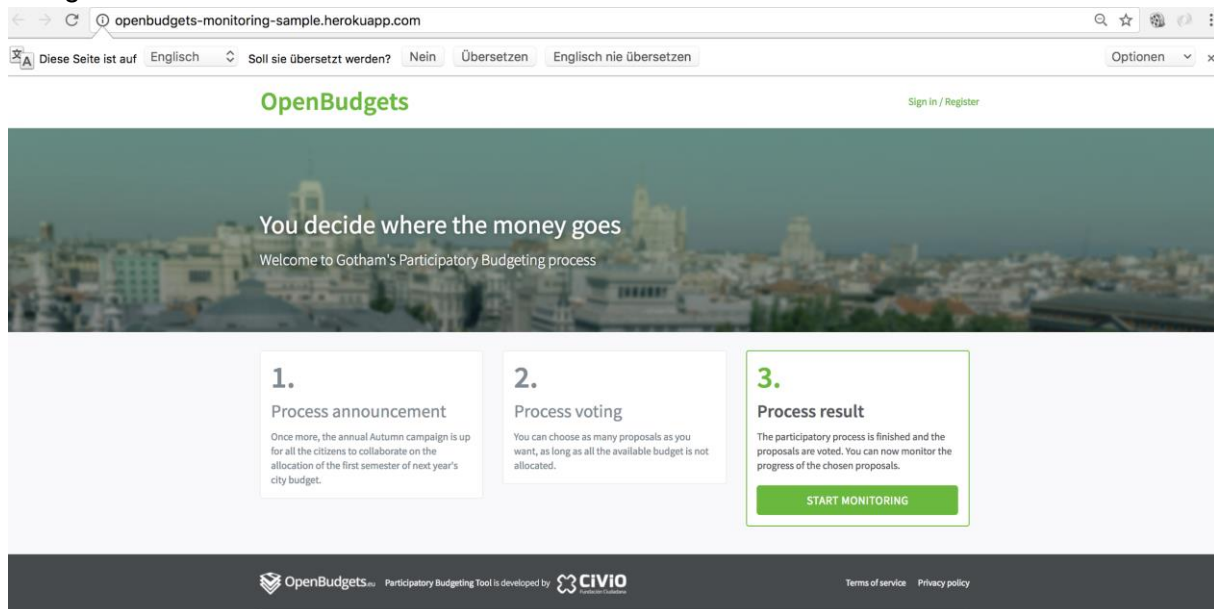 openbudgets-monitoring-sample.herokuapp.com
Diese Seite ist auf Englisch Soll sie übersetzt werden? Nein Übersetzen Englisch nie übersetzen Optionen
OpenBudgets
Sign in / Register
You decide where the money goes
Welcome to Gotham's Participatory Budgeting process
1.
Process announcement
Once more, the annual Autumn campaign is up
for all the citizens to collaborate on the
allocation of the first semester of next year's
city budget.
2.
Process voting
You can choose as many proposals as you
want, as long as all the available budget is not
allocated.
3.
Process result
The participatory process is finished and the
proposals are voted. You can now monitor the
progress of the chosen proposals.
START MONITORING
OpenBudgets.eu Participatory Budgeting Tool is developed by CIVIO
Fundación Ciudadana
Terms of service Privacy policy